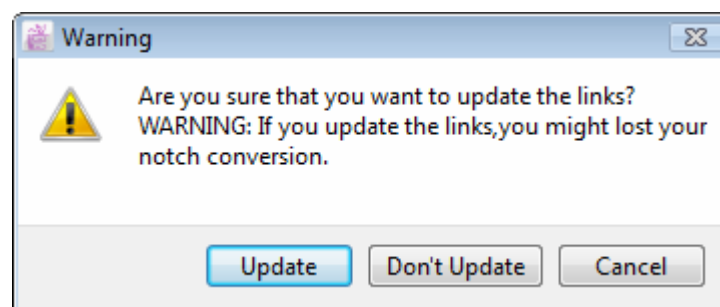 Warning
Are you sure that you want to update the links?
WARNING: If you update the links,you might lost your
notch conversion.
Update Don't Update Cancel